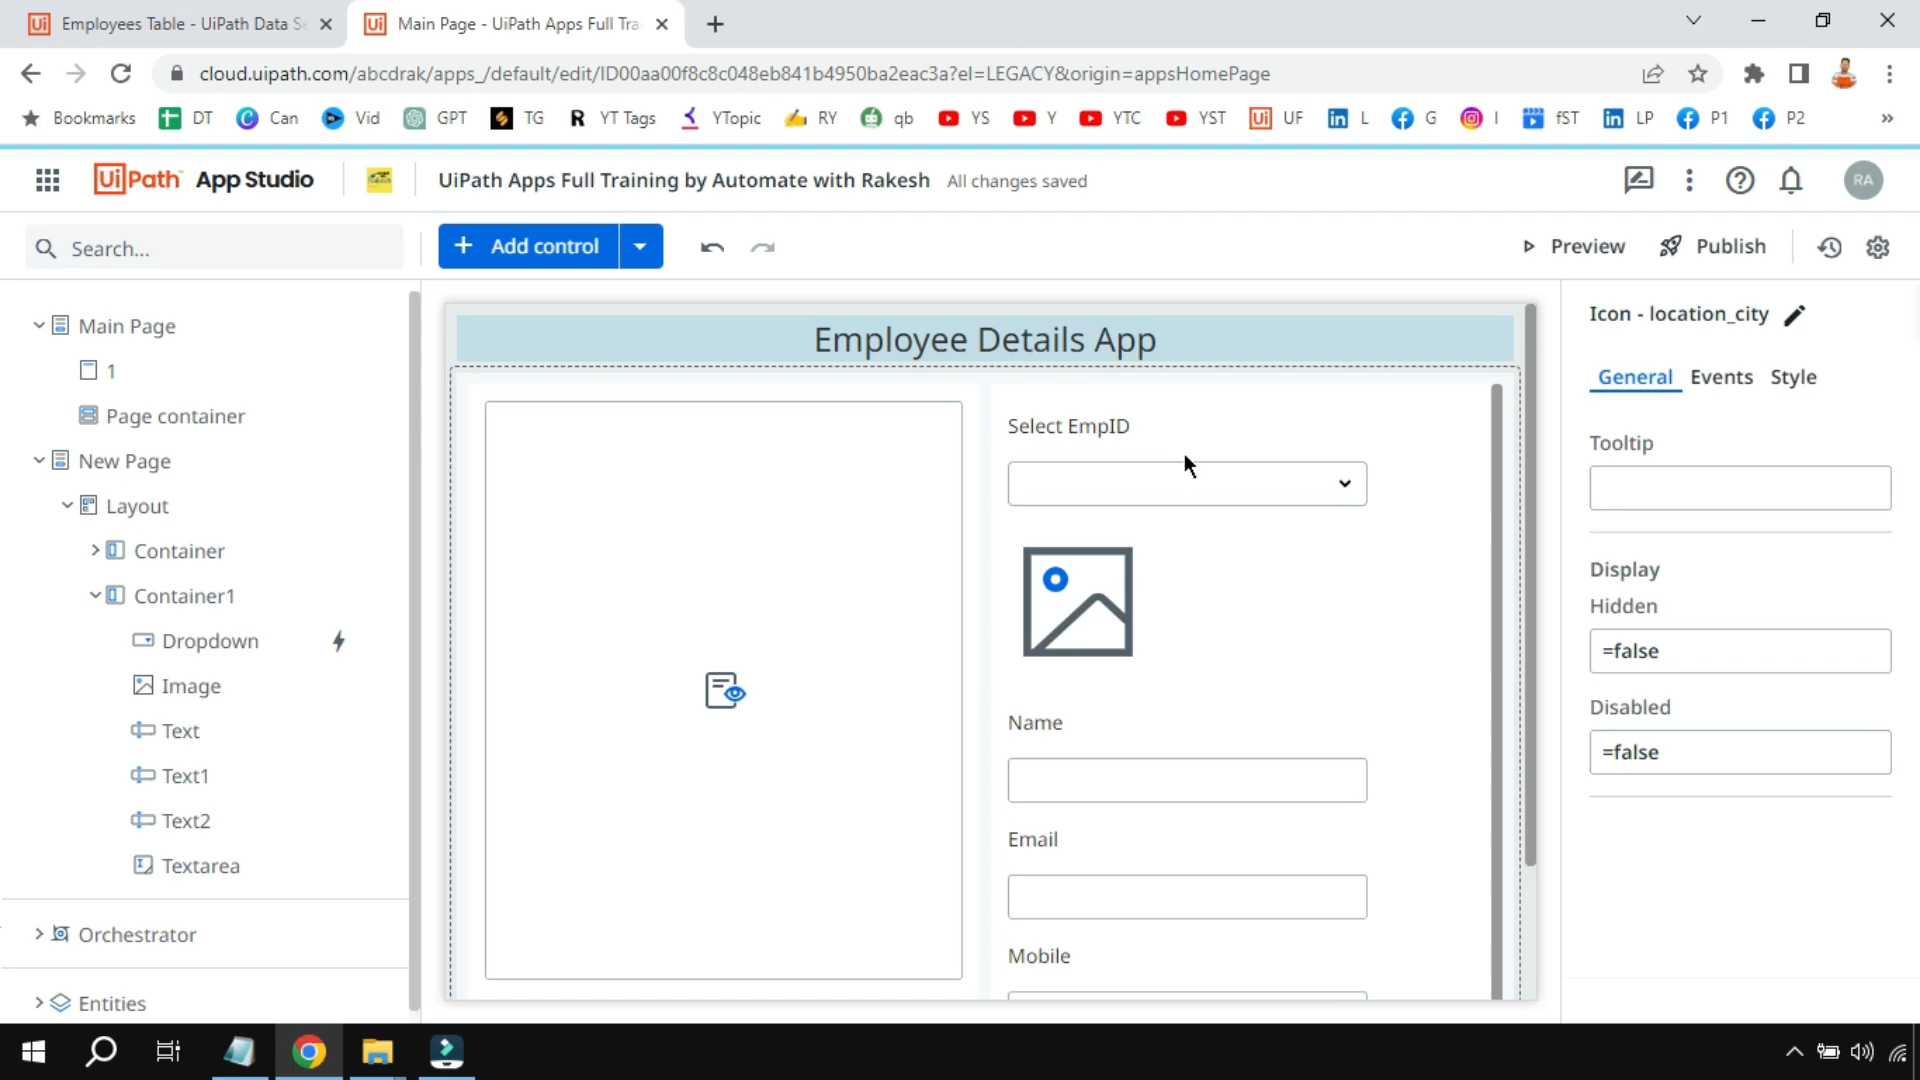 Employees Table - UiPath Data Se
Main Page - UiPath Apps Full Trai
cloud.uipath.com/abcdrak/apps_/default/edit/ID00aa00f8c8c048eb841b4950ba2eac3a?el=LEGACY&origin=appsHomePage
Bookmarks DT Can Vid GPT TG YT Tags YTopic RY qb YS Y YTC YST UF L G I fST LP P1 P2 »
UiPath App Studio
UiPath Apps Full Training by Automate with Rakesh All changes saved
RA
Search...
+ Add control
Preview
Publish
Main Page
1
Page container
New Page
Layout
Container
Container1
Dropdown
Image
Text
Text1
Text2
Textarea
Orchestrator
Entities
Employee Details App
Select EmpID
Name
Email
Mobile
Icon - location_city
General Events Style
Tooltip
Display
Hidden
=false
Disabled
=false